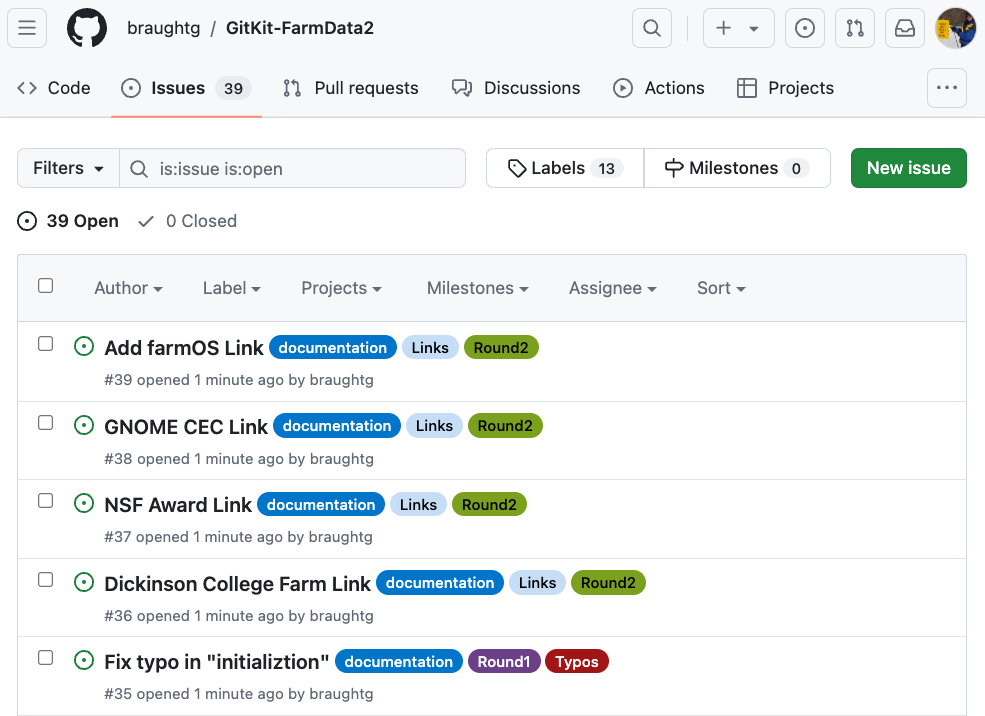 braughtg / GitKit-FarmData2
Code Issues 39 Pull requests Discussions Actions Projects
Filters is:issue is:open Labels 13 Milestones 0 New issue
39 Open 0 Closed
Author Label Projects Milestones Assignee Sort
Add farmOS Link documentation Links Round2
#39 opened 1 minute ago by braughtg
GNOME CEC Link documentation Links Round2
#38 opened 1 minute ago by braughtg
NSF Award Link documentation Links Round2
#37 opened 1 minute ago by braughtg
Dickinson College Farm Link documentation Links Round2
#36 opened 1 minute ago by braughtg
Fix typo in "initializtion" documentation Round1 Typos
#35 opened 1 minute ago by braughtg